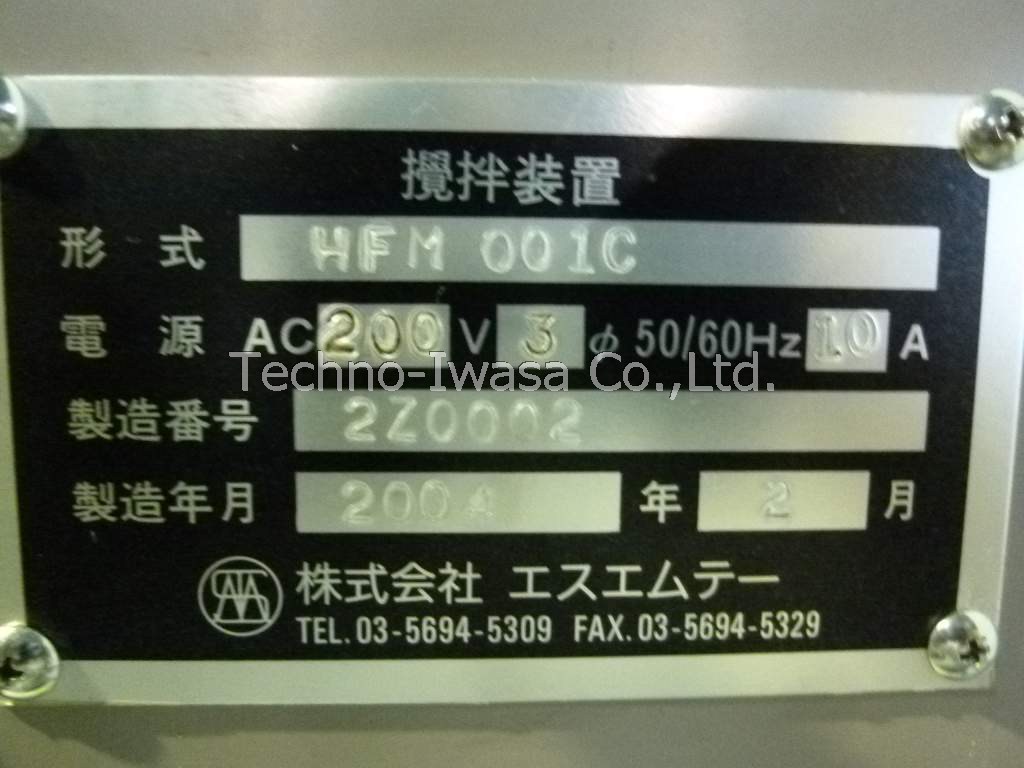 攪拌装置
形 式 HFM 001C
電 源 AC 200 V 3 φ 50/60Hz 10 A
Techno-Iwasa Co.,Ltd.
製造番号 2Z0002
製造年月 2004 年 2 月
株式会社 エスエムテー
TEL. 03-5694-5309 FAX. 03-5694-5329